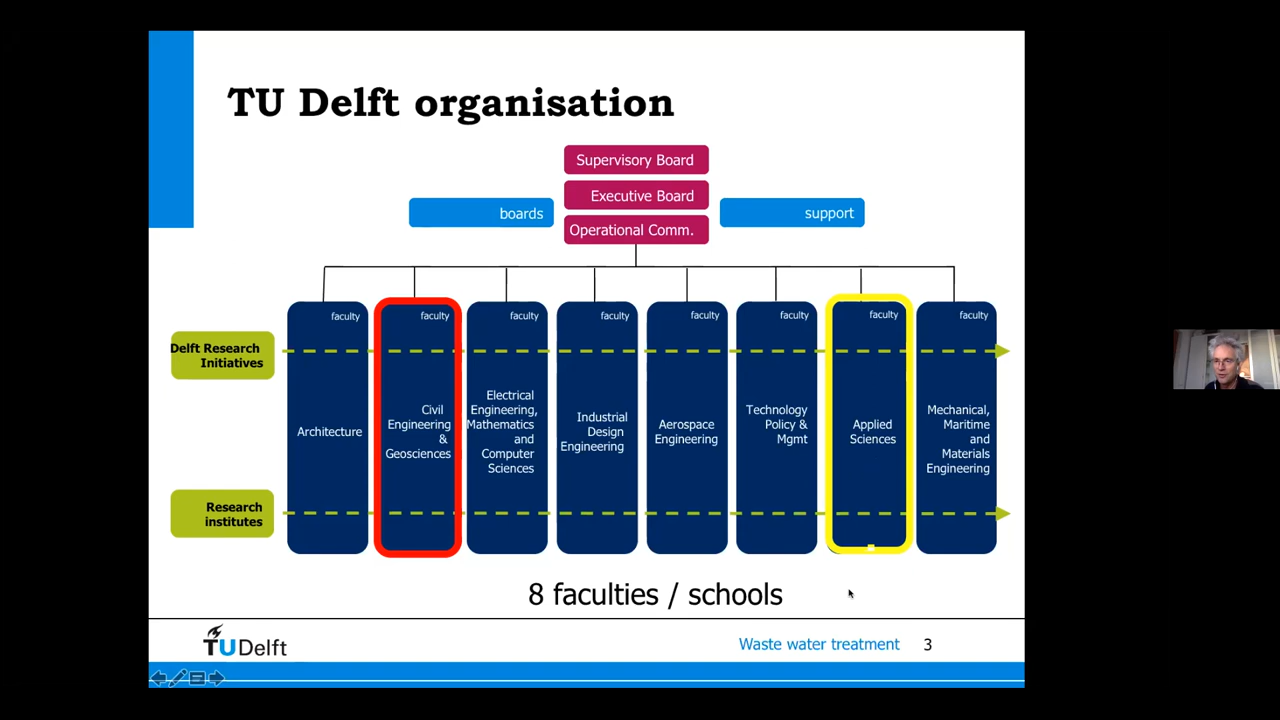 TU Delft organisation
Supervisory Board
Executive Board
boards
support
Operational Comm.
faculty
faculty
faculty
faculty
faculty
faculty
faculty
faculty
Delft Research
Initiatives
Architecture
Civil
Engineering
&
Geosciences
Electrical
Engineering,
Mathematics
and
Computer
Sciences
Industrial
Design
Engineering
Aerospace
Engineering
Technology
Policy &
Mgmt
Applied
Sciences
Mechanical,
Maritime
and
Materials
Engineering
Research
institutes
8 faculties / schools
TU Delft
Waste water treatment
3